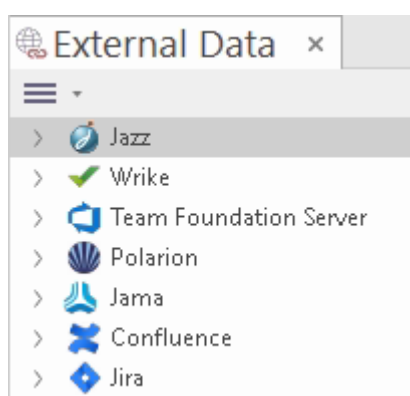 External Data ×
Jazz
Wrike
Team Foundation Server
Polarion
Jama
Confluence
Jira